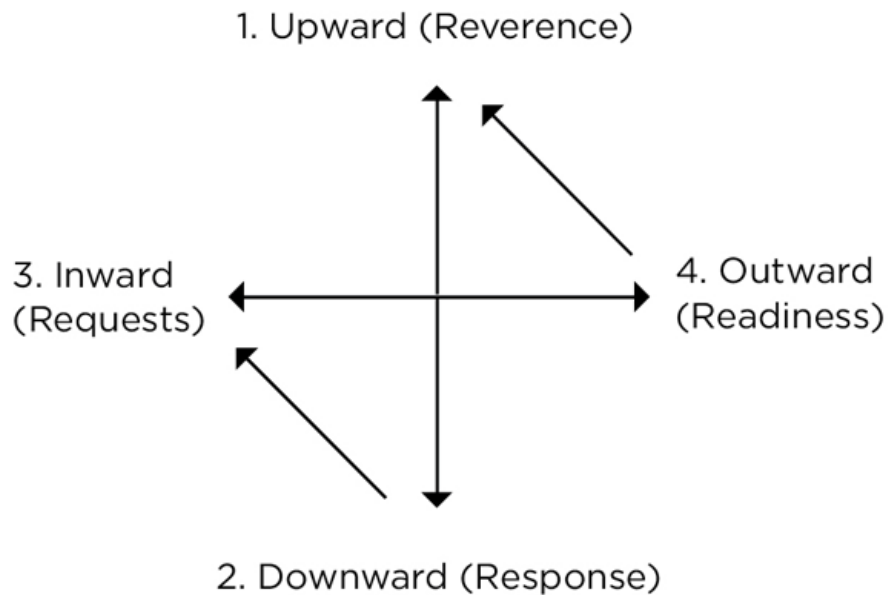 1. Upward (Reverence)
3. Inward
(Requests)
4. Outward
(Readiness)
2. Downward (Response)